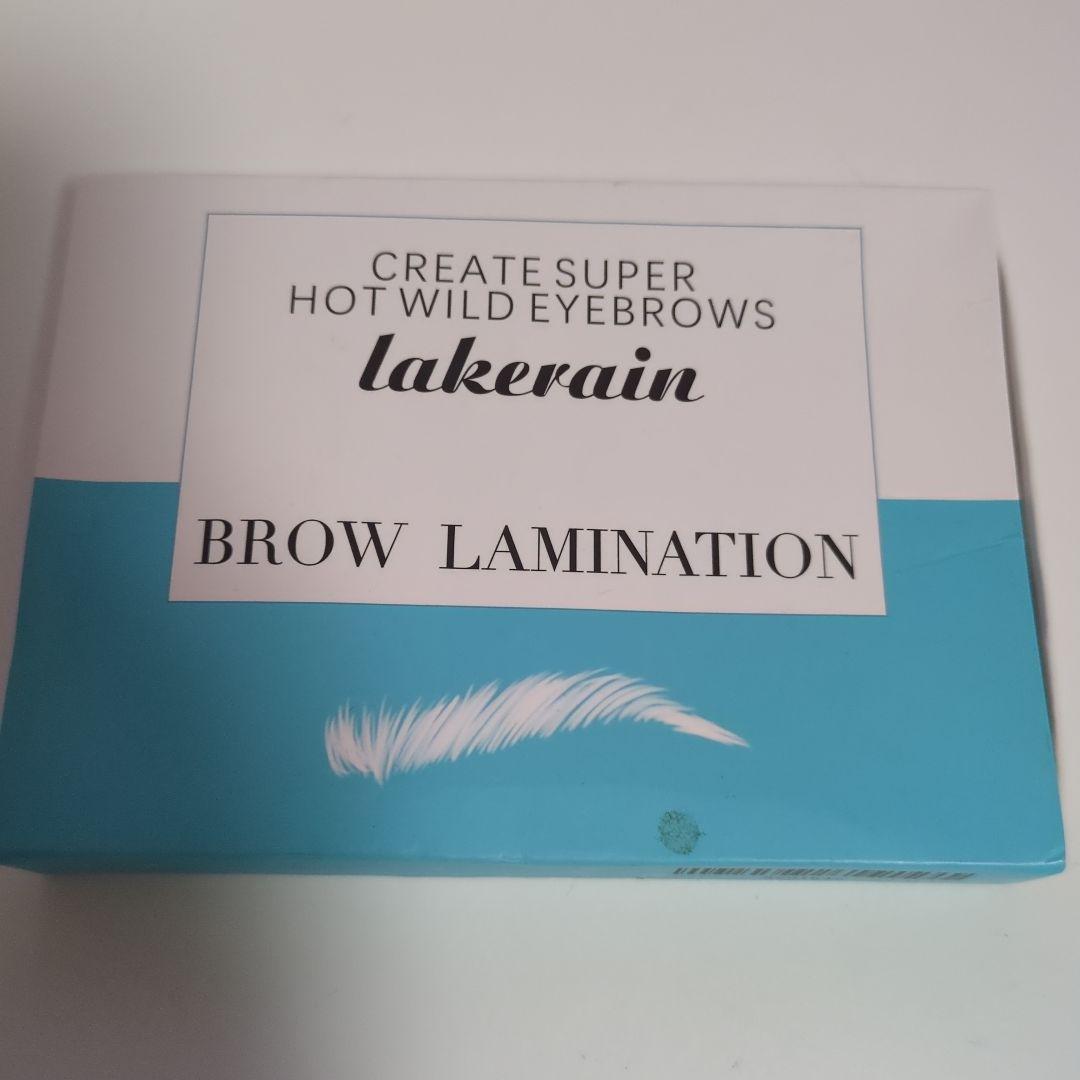 CREATE SUPER
HOT WILD EYEBROWS
lakerain
BROW LAMINATION